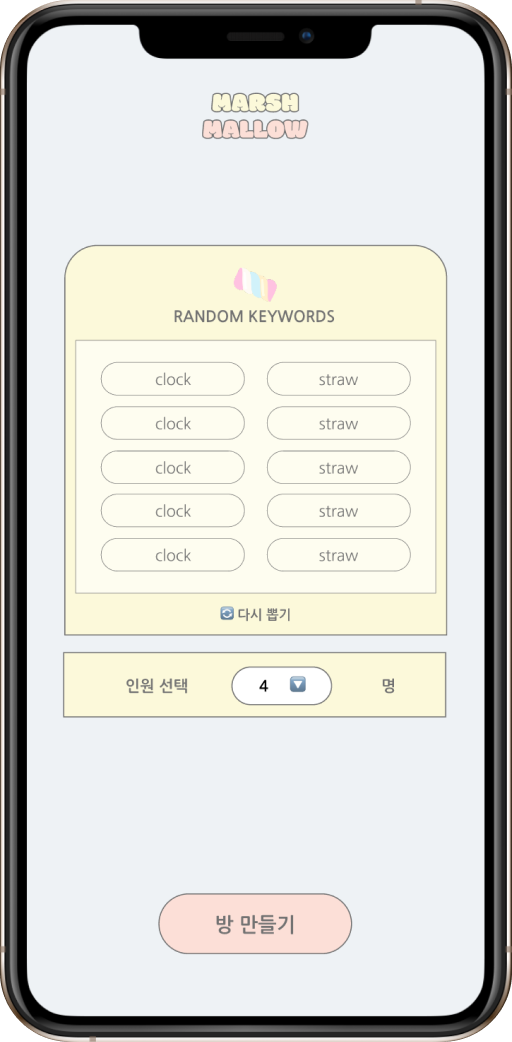 MARSH
MALLOW
RANDOM KEYWORDS
clock straw
clock straw
clock straw
clock straw
clock straw
다시 뽑기
인원 선택 4 명
방 만들기